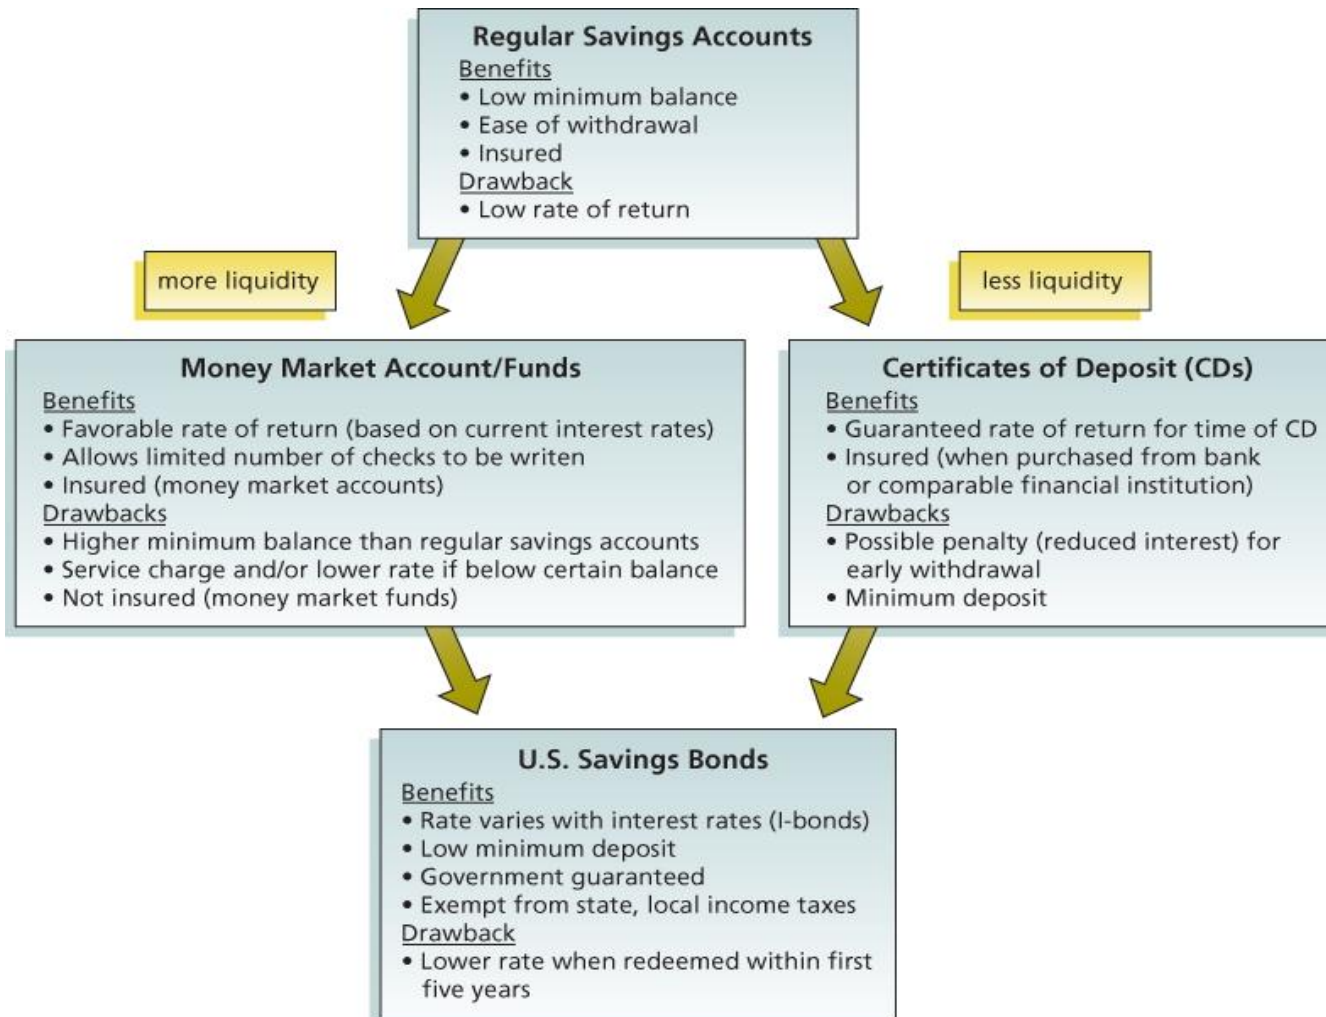 Regular Savings Accounts
Benefits
• Low minimum balance
• Ease of withdrawal
• Insured
Drawback
• Low rate of return
more liquidity
less liquidity
Money Market Account/Funds
Benefits
• Favorable rate of return (based on current interest rates)
• Allows limited number of checks to be writen
• Insured (money market accounts)
Drawbacks
• Higher minimum balance than regular savings accounts
• Service charge and/or lower rate if below certain balance
• Not insured (money market funds)
Certificates of Deposit (CDs)
Benefits
• Guaranteed rate of return for time of CD
• Insured (when purchased from bank
or comparable financial institution)
Drawbacks
• Possible penalty (reduced interest) for
early withdrawal
• Minimum deposit
U.S. Savings Bonds
Benefits
• Rate varies with interest rates (I-bonds)
• Low minimum deposit
• Government guaranteed
• Exempt from state, local income taxes
Drawback
• Lower rate when redeemed within first
five years